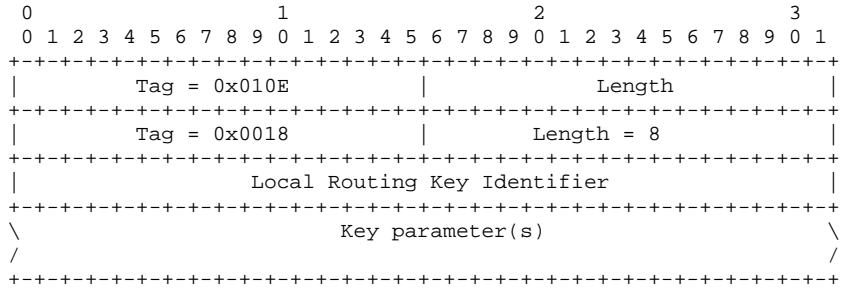 0                   1                   2                   3
 0 1 2 3 4 5 6 7 8 9 0 1 2 3 4 5 6 7 8 9 0 1 2 3 4 5 6 7 8 9 0 1
+-+-+-+-+-+-+-+-+-+-+-+-+-+-+-+-+-+-+-+-+-+-+-+-+-+-+-+-+-+-+-+-+
|         Tag = 0x010E          |             Length            |
+-+-+-+-+-+-+-+-+-+-+-+-+-+-+-+-+-+-+-+-+-+-+-+-+-+-+-+-+-+-+-+-+
|         Tag = 0x0018          |        Length = 8             |
+-+-+-+-+-+-+-+-+-+-+-+-+-+-+-+-+-+-+-+-+-+-+-+-+-+-+-+-+-+-+-+-+
|                  Local Routing Key Identifier                 |
+-+-+-+-+-+-+-+-+-+-+-+-+-+-+-+-+-+-+-+-+-+-+-+-+-+-+-+-+-+-+-+-+
\                         Key parameter(s)                      \
/                                                               /
+-+-+-+-+-+-+-+-+-+-+-+-+-+-+-+-+-+-+-+-+-+-+-+-+-+-+-+-+-+-+-+-+